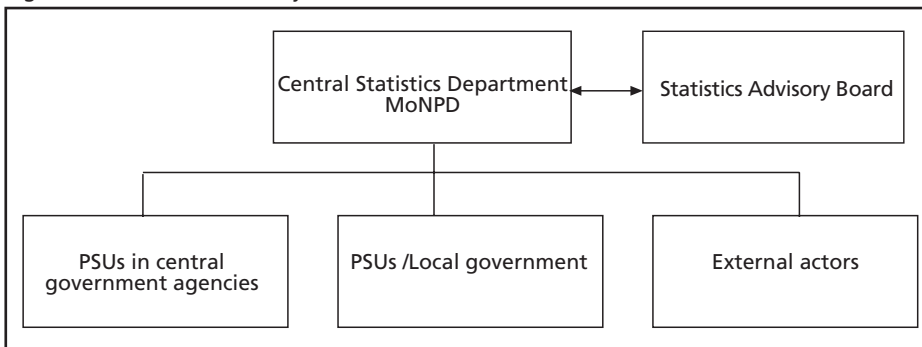 Central Statistics Department
MoNPD
Statistics Advisory Board
PSUs in central
government agencies
PSUs /Local government
External actors